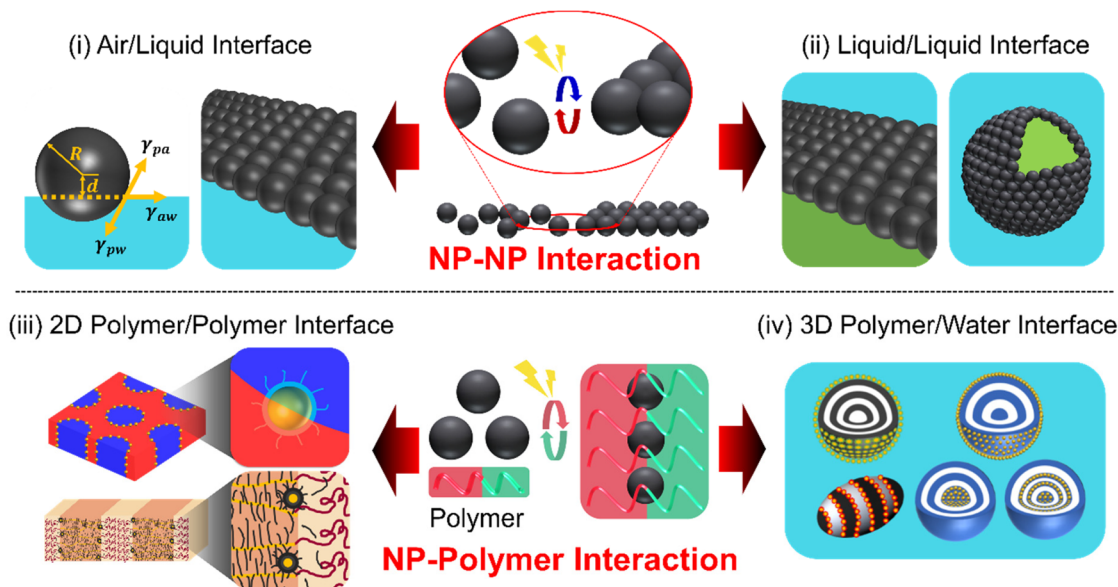 (i) Air/Liquid Interface
(ii) Liquid/Liquid Interface
R
d
γpa
γaw
γpw
NP-NP Interaction
(iii) 2D Polymer/Polymer Interface
(iv) 3D Polymer/Water Interface
Polymer
NP-Polymer Interaction